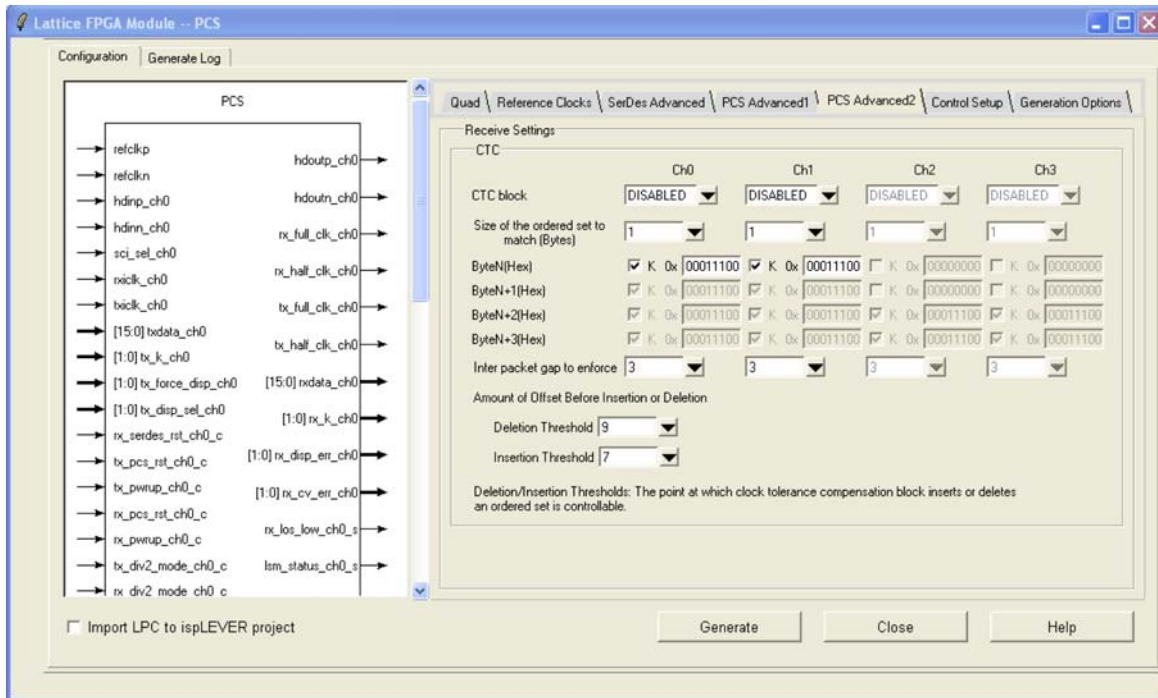 Lattice FPGA Module -- PCS
Configuration Generate Log
PCS
refclkp
refclkn
hdinp_ch0
hdinn_ch0
sci_sel_ch0
rxiclk_ch0
txiclk_ch0
[15:0] txdata_ch0
[1:0] tx_k_ch0
[1:0] tx_force_disp_ch0
[1:0] tx_disp_sel_ch0
rx_serdes_rst_ch0_c
tx_pcs_rst_ch0_c
tx_pwrup_ch0_c
rx_pcs_rst_ch0_c
rx_pwrup_ch0_c
tx_div2_mode_ch0_c
rx_div2_mode_ch0_c
hdoutp_ch0
hdoutn_ch0
rx_full_clk_ch0
rx_half_clk_ch0
tx_full_clk_ch0
tx_half_clk_ch0
[15:0] rxdata_ch0
[1:0] rx_k_ch0
[1:0] rx_disp_err_ch0
[1:0] rx_cv_err_ch0
rx_los_low_ch0_s
lsm_status_ch0_s
Quad Reference Clocks SerDes Advanced PCS Advanced1 PCS Advanced2 Control Setup Generation Options
Receive Settings
CTC
Ch0 Ch1 Ch2 Ch3
CTC block DISABLED DISABLED DISABLED DISABLED
Size of the ordered set to
match (Bytes) 1 1 1 1
ByteN(Hex) K 0x 00011100 K 0x 00011100 K 0x 00000000 K 0x 00000000
ByteN+1(Hex) K 0x 00011100 K 0x 00011100 K 0x 00000000 K 0x 00000000
ByteN+2(Hex) K 0x 00011100 K 0x 00011100 K 0x 00011100 K 0x 00011100
ByteN+3(Hex) K 0x 00011100 K 0x 00011100 K 0x 00011100 K 0x 00011100
Inter packet gap to enforce 3 3 3 3
Amount of Offset Before Insertion or Deletion
Deletion Threshold 9
Insertion Threshold 7
Deletion/Insertion Thresholds: The point at which clock tolerance compensation block inserts or deletes
an ordered set is controllable.
Import LPC to ispLEVER project
Generate Close Help